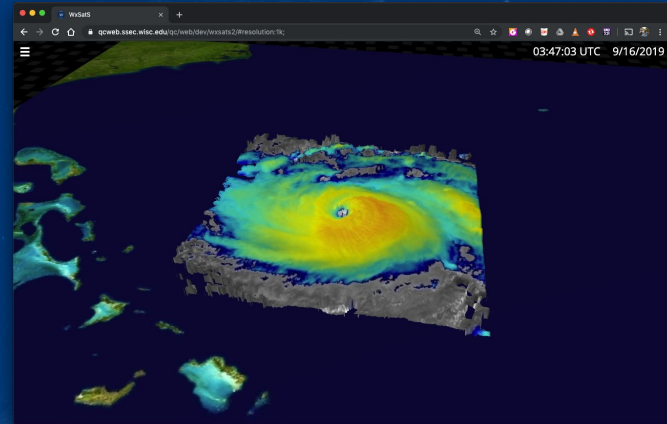 WxSatS
qcweb.ssec.wisc.edu/qc/web/dev/wxsats2/#resolution:1k;
03:47:03 UTC 9/16/2019